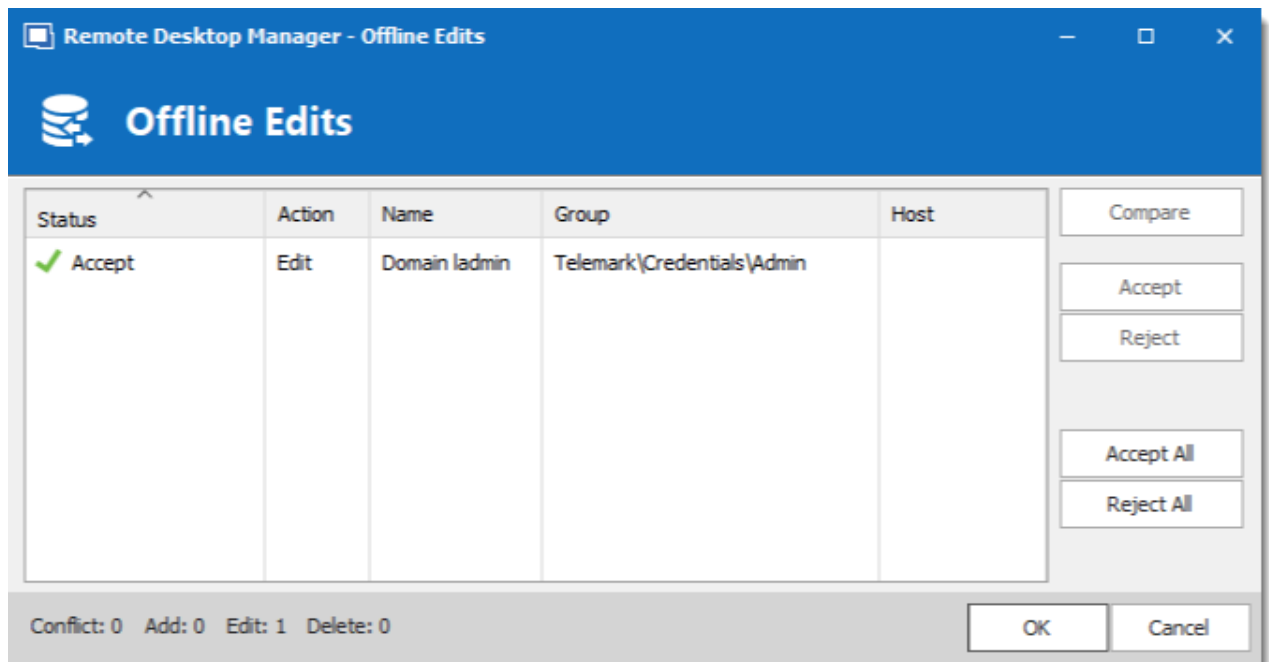 Remote Desktop Manager - Offline Edits
Offline Edits
Status Action Name Group Host
Accept Edit Domain ladmin Telemark\Credentials\Admin
Compare
Accept
Reject
Accept All
Reject All
Conflict: 0 Add: 0 Edit: 1 Delete: 0
OK Cancel